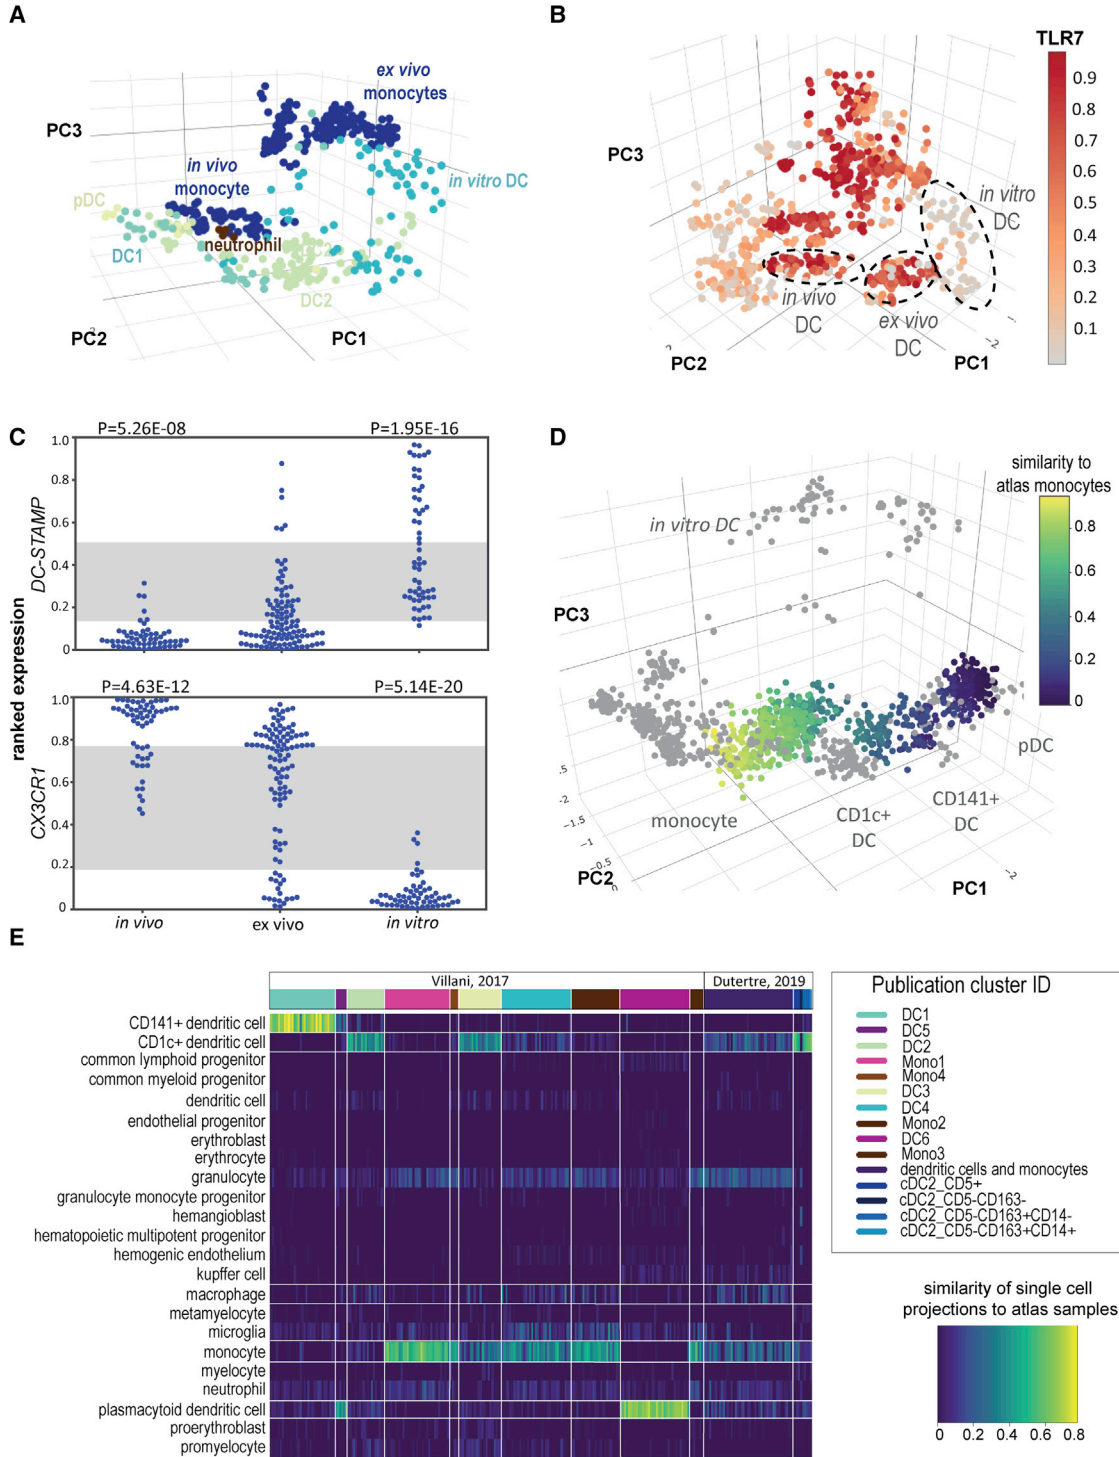 A
ex vivo
monocytes
PC3
in vivo
monocyte
in vitro DC
pDC
neutrophil
DC1
DC2
PC2
PC1
B
TLR7
0.9
0.8
0.7
0.6
0.5
0.4
0.3
0.2
0.1
PC3
in vitro
DC
in vivo
DC
ex vivo
DC
−2
PC2
PC1
C
P=5.26E-08
P=1.95E-16
1.0
0.8
0.6
0.4
0.2
0
DC-STAMP
ranked expression
P=4.63E-12
P=5.14E-20
1.0
0.8
0.6
0.4
0.2
0
CX3CR1
in vivo
ex vivo
in vitro
D
similarity to
atlas monocytes
0.8
0.6
0.4
0.2
0
in vitro DC
PC3
pDC
CD141+
DC
CD1c+
DC
monocyte
.5
−2
−1.5
−1
−0.5
−2
PC2
PC1
E
Villani, 2017
Dutertre, 2019
CD141+ dendritic cell
CD1c+ dendritic cell
common lymphoid progenitor
common myeloid progenitor
dendritic cell
endothelial progenitor
erythroblast
erythrocyte
granulocyte
granulocyte monocyte progenitor
hemangioblast
hematopoietic multipotent progenitor
hemogenic endothelium
kupffer cell
macrophage
metamyelocyte
microglia
monocyte
myelocyte
neutrophil
plasmacytoid dendritic cell
proerythroblast
promyelocyte
Publication cluster ID
DC1
DC5
DC2
Mono1
Mono4
DC3
DC4
Mono2
DC6
Mono3
dendritic cells and monocytes
cDC2_CD5+
cDC2_CD5-CD163-
cDC2_CD5-CD163+CD14-
cDC2_CD5-CD163+CD14+
similarity of single cell
projections to atlas samples
0 0.2 0.4 0.6 0.8